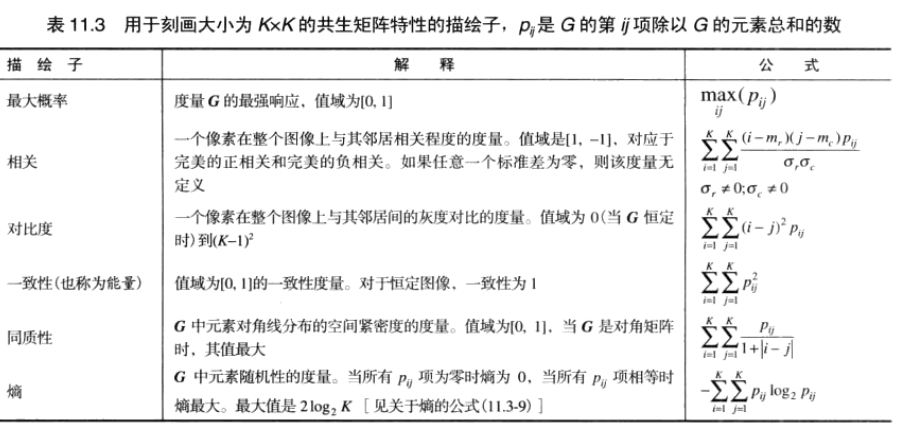 表 11.3 用于刻画大小为 K×K 的共生矩阵特性的描绘子，p_{ij}是 G 的第 ij 项除以 G 的元素总和的数
描 绘 子 解 释 公 式
最大概率 度量 G 的最强响应，值域为[0, 1] \max_{ij}(p_{ij})
相关 一个像素在整个图像上与其邻居相关程度的度量。值域是[1, −1]，对应于
完美的正相关和完美的负相关。如果任意一个标准差为零，则该度量无
定义
\sum_{i=1}^{K}\sum_{j=1}^{K}\frac{(i-m_r)(j-m_c)p_{ij}}{\sigma_r\sigma_c}
\sigma_r ≠ 0;\sigma_c ≠ 0
对比度 一个像素在整个图像上与其邻居间的灰度对比的度量。值域为 0(当 G 恒定
时)到(K−1)²
\sum_{i=1}^{K}\sum_{j=1}^{K}(i-j)^2 p_{ij}
一致性(也称为能量) 值域为[0, 1]的一致性度量。对于恒定图像，一致性为 1 \sum_{i=1}^{K}\sum_{j=1}^{K}p_{ij}^2
同质性 G 中元素对角线分布的空间紧密度的度量。值域为[0, 1]，当 G 是对角矩阵
时，其值最大
\sum_{i=1}^{K}\sum_{j=1}^{K}\frac{p_{ij}}{1+|i-j|}
熵 G 中元素随机性的度量。当所有 p_{ij} 项为零时熵为 0，当所有 p_{ij} 项相等时
熵最大。最大值是 2log₂ K [见关于熵的公式(11.3-9)]
-\sum_{i=1}^{K}\sum_{j=1}^{K}p_{ij}\log_2 p_{ij}